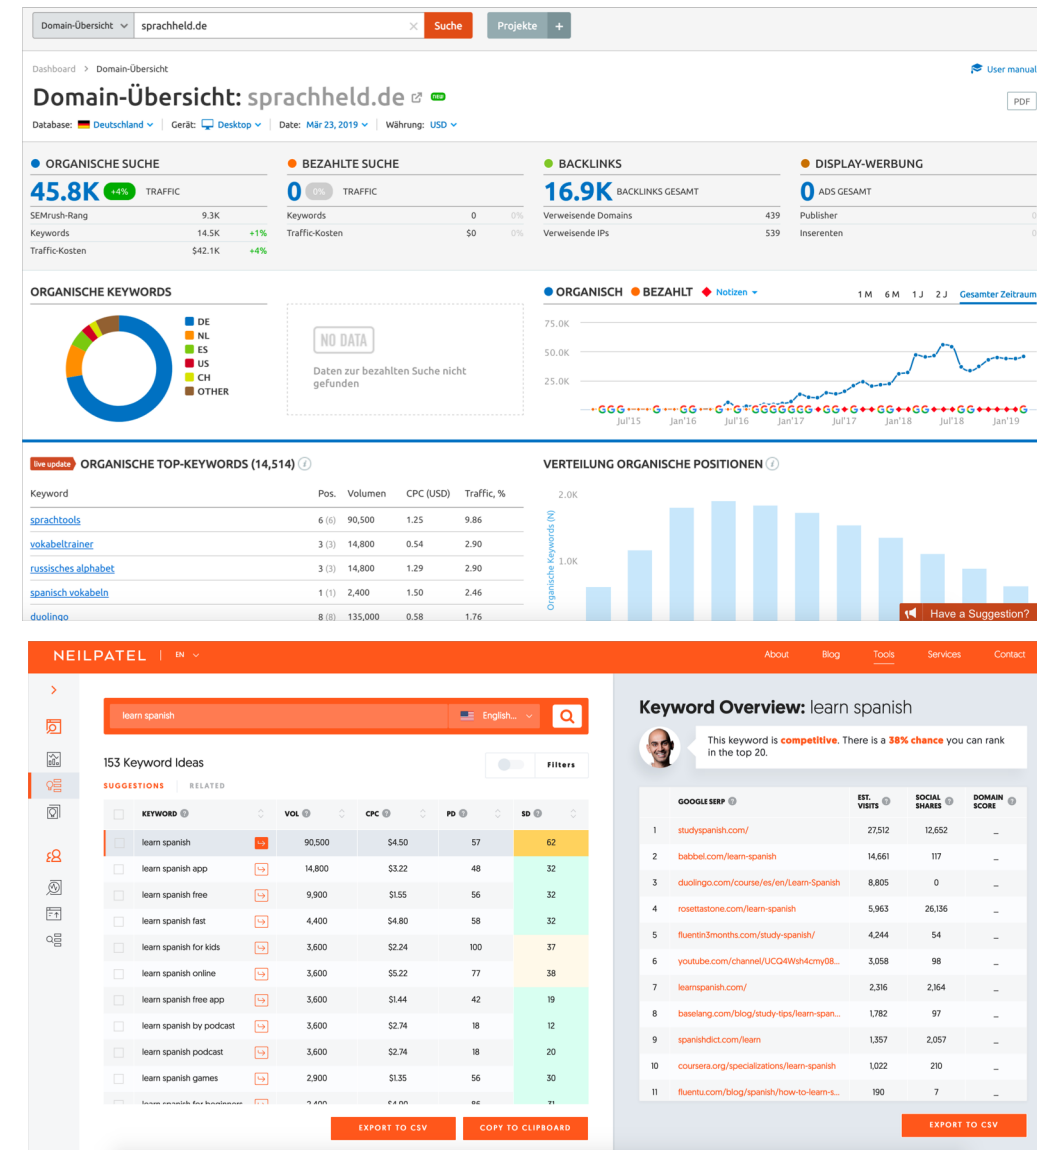 Domain-Übersicht sprachheld.de × Suche Projekte +
Dashboard > Domain-Übersicht User manual
Domain-Übersicht: sprachheld.de new
PDF
Database: Deutschland Gerät: Desktop Date: Mär 23, 2019 Währung: USD
ORGANISCHE SUCHE BEZAHLTE SUCHE BACKLINKS DISPLAY-WERBUNG
45.8K +4% TRAFFIC 0 0% TRAFFIC 16.9K BACKLINKS GESAMT 0 ADS GESAMT
SEMrush-Rang 9.3K Keywords 0 0% Verweisende Domains 439 Publisher 0
Keywords 14.5K +1% Traffic-Kosten $0 0% Verweisende IPs 539 Inserenten 0
Traffic-Kosten $42.1K +4%
ORGANISCHE KEYWORDS
DE
NL
ES
US
CH
OTHER
NO DATA
Daten zur bezahlten Suche nicht
gefunden
ORGANISCH BEZAHLT Notizen 1 M 6 M 1 J 2 J Gesamter Zeitraum
75.0K
50.0K
25.0K
Jul'15 Jan'16 Jul'16 Jan'17 Jul'17 Jan'18 Jul'18 Jan'19
live update ORGANISCHE TOP-KEYWORDS (14,514) i
Keyword Pos. Volumen CPC (USD) Traffic, %
sprachtools 6 (6) 90,500 1.25 9.86
vokabeltrainer 3 (3) 14,800 0.54 2.90
russisches alphabet 3 (3) 14,800 1.29 2.90
spanisch vokabeln 1 (1) 2,400 1.50 2.46
duolingo 8 (8) 135,000 0.58 1.76
VERTEILUNG ORGANISCHE POSITIONEN i
2.0K
1.0K
Organische Keywords (N)
Have a Suggestion?
NEILPATEL | EN About Blog Tools Services Contact
learn spanish English...
153 Keyword Ideas Filters
SUGGESTIONS RELATED
KEYWORD ? VOL ? CPC ? PD ? SD ?
learn spanish 90,500 $4.50 57 62
learn spanish app 14,800 $3.22 48 32
learn spanish free 9,900 $1.55 56 32
learn spanish fast 4,400 $4.80 58 32
learn spanish for kids 3,600 $2.24 100 37
learn spanish online 3,600 $5.22 77 38
learn spanish free app 3,600 $1.44 42 19
learn spanish by podcast 3,600 $2.74 18 12
learn spanish podcast 3,600 $2.74 18 20
learn spanish games 2,900 $1.35 56 30
learn spanish for beginners 2,400 $4.90 86 31
EXPORT TO CSV COPY TO CLIPBOARD
Keyword Overview: learn spanish
This keyword is competitive. There is a 38% chance you can rank
in the top 20.
GOOGLE SERP ? EST. VISITS ? SOCIAL SHARES ? DOMAIN SCORE ?
1 studyspanish.com/ 27,512 12,652 –
2 babbel.com/learn-spanish 14,661 117 –
3 duolingo.com/course/es/en/Learn-Spanish 8,805 0 –
4 rosettastone.com/learn-spanish 5,963 26,136 –
5 fluentin3months.com/study-spanish/ 4,244 54 –
6 youtube.com/channel/UCQ4Wsh4cmy08... 3,058 98 –
7 learnspanish.com/ 2,316 2,164 –
8 baselang.com/blog/study-tips/learn-span... 1,782 97 –
9 spanishdict.com/learn 1,357 2,057 –
10 coursera.org/specializations/learn-spanish 1,022 210 –
11 fluentu.com/blog/spanish/how-to-learn-s... 190 7 –
EXPORT TO CSV